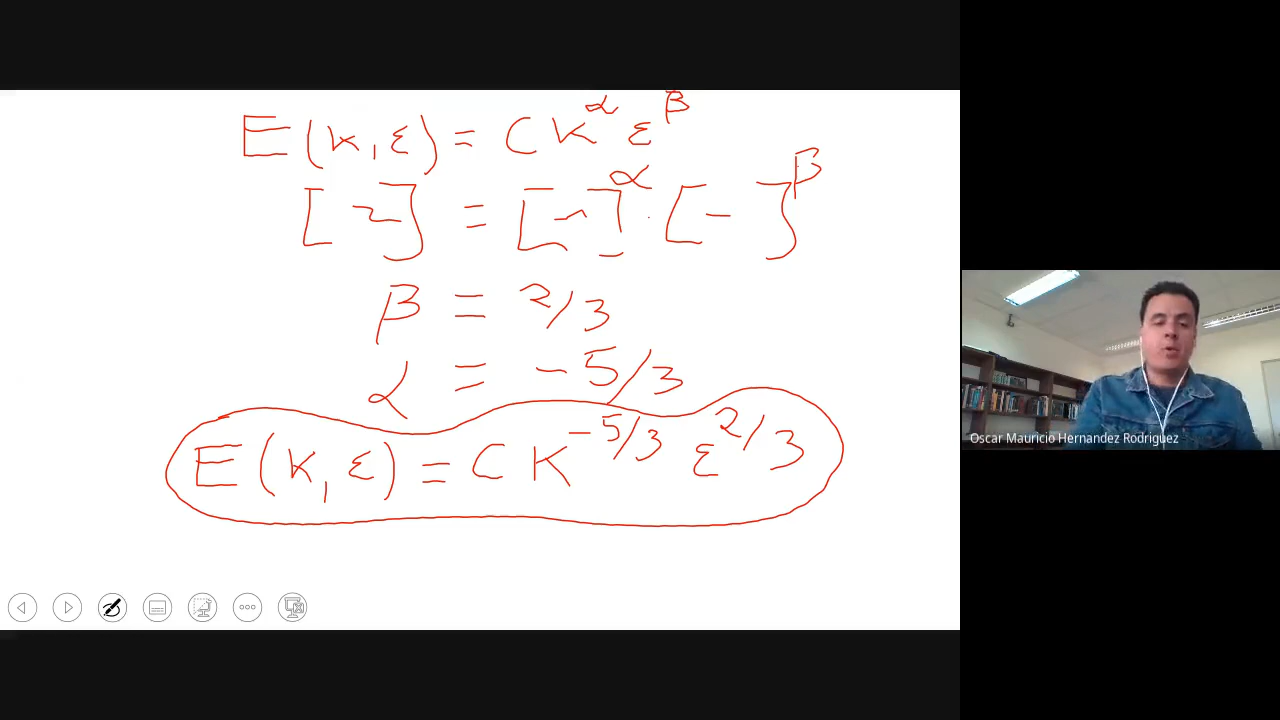 E(K,ε) = C K^α ε^β
[ ~ ] = [ ~ ]^α [ - ]^β
β = 2/3
α = -5/3
E(K,ε) = C K^-5/3 ε^2/3
Oscar Mauricio Hernandez Rodriguez